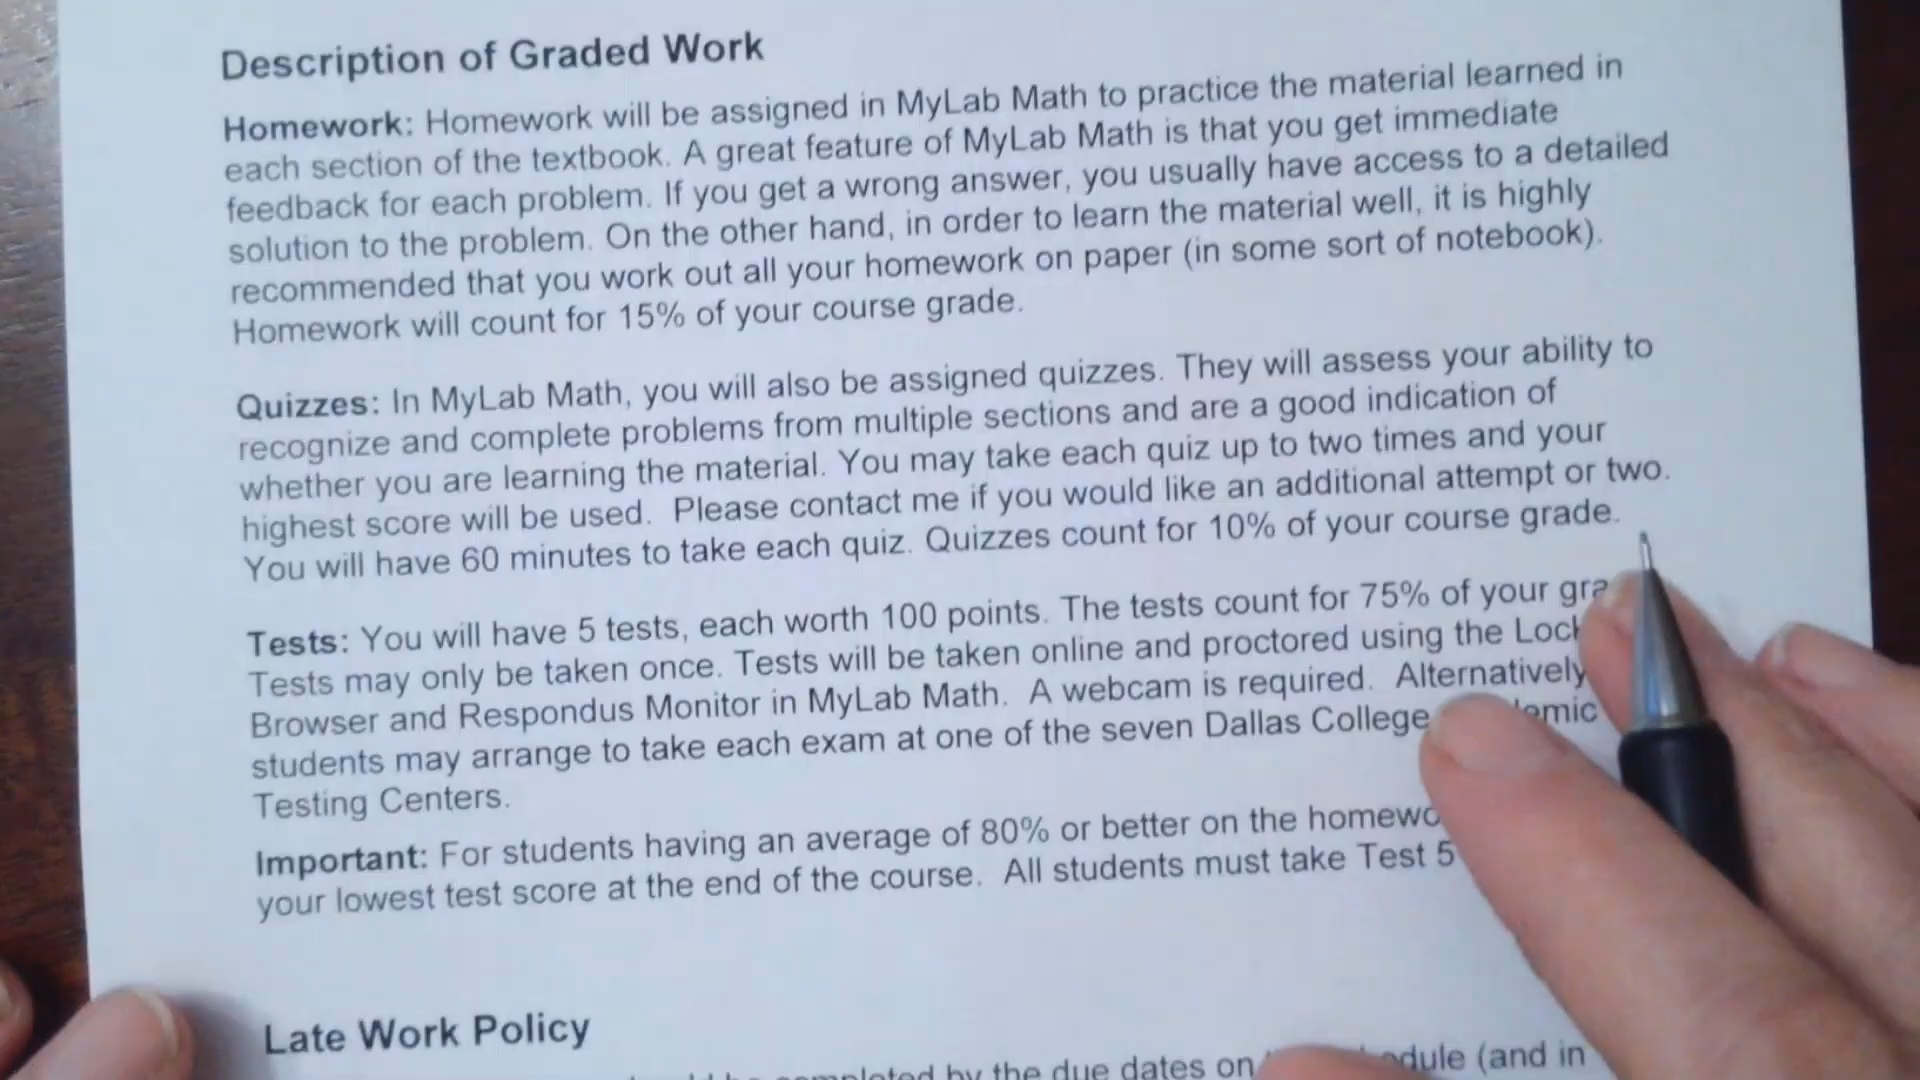 Description of Graded Work
Homework: Homework will be assigned in MyLab Math to practice the material learned in
each section of the textbook. A great feature of MyLab Math is that you get immediate
feedback for each problem. If you get a wrong answer, you usually have access to a detailed
solution to the problem. On the other hand, in order to learn the material well, it is highly
recommended that you work out all your homework on paper (in some sort of notebook).
Homework will count for 15% of your course grade.
Quizzes: In MyLab Math, you will also be assigned quizzes. They will assess your ability to
recognize and complete problems from multiple sections and are a good indication of
whether you are learning the material. You may take each quiz up to two times and your
highest score will be used. Please contact me if you would like an additional attempt or two.
You will have 60 minutes to take each quiz. Quizzes count for 10% of your course grade.
Tests: You will have 5 tests, each worth 100 points. The tests count for 75% of your
Tests may only be taken once. Tests will be taken online and proctored using the
Browser and Respondus Monitor in MyLab Math. A webcam is required. Alternatively
students may arrange to take each exam at one of the seven Dallas College
Testing Centers.
Important: For students having an average of 80% or better on the
your lowest test score at the end of the course. All students must take Test 5
Late Work Policy
by the due dates on (and in